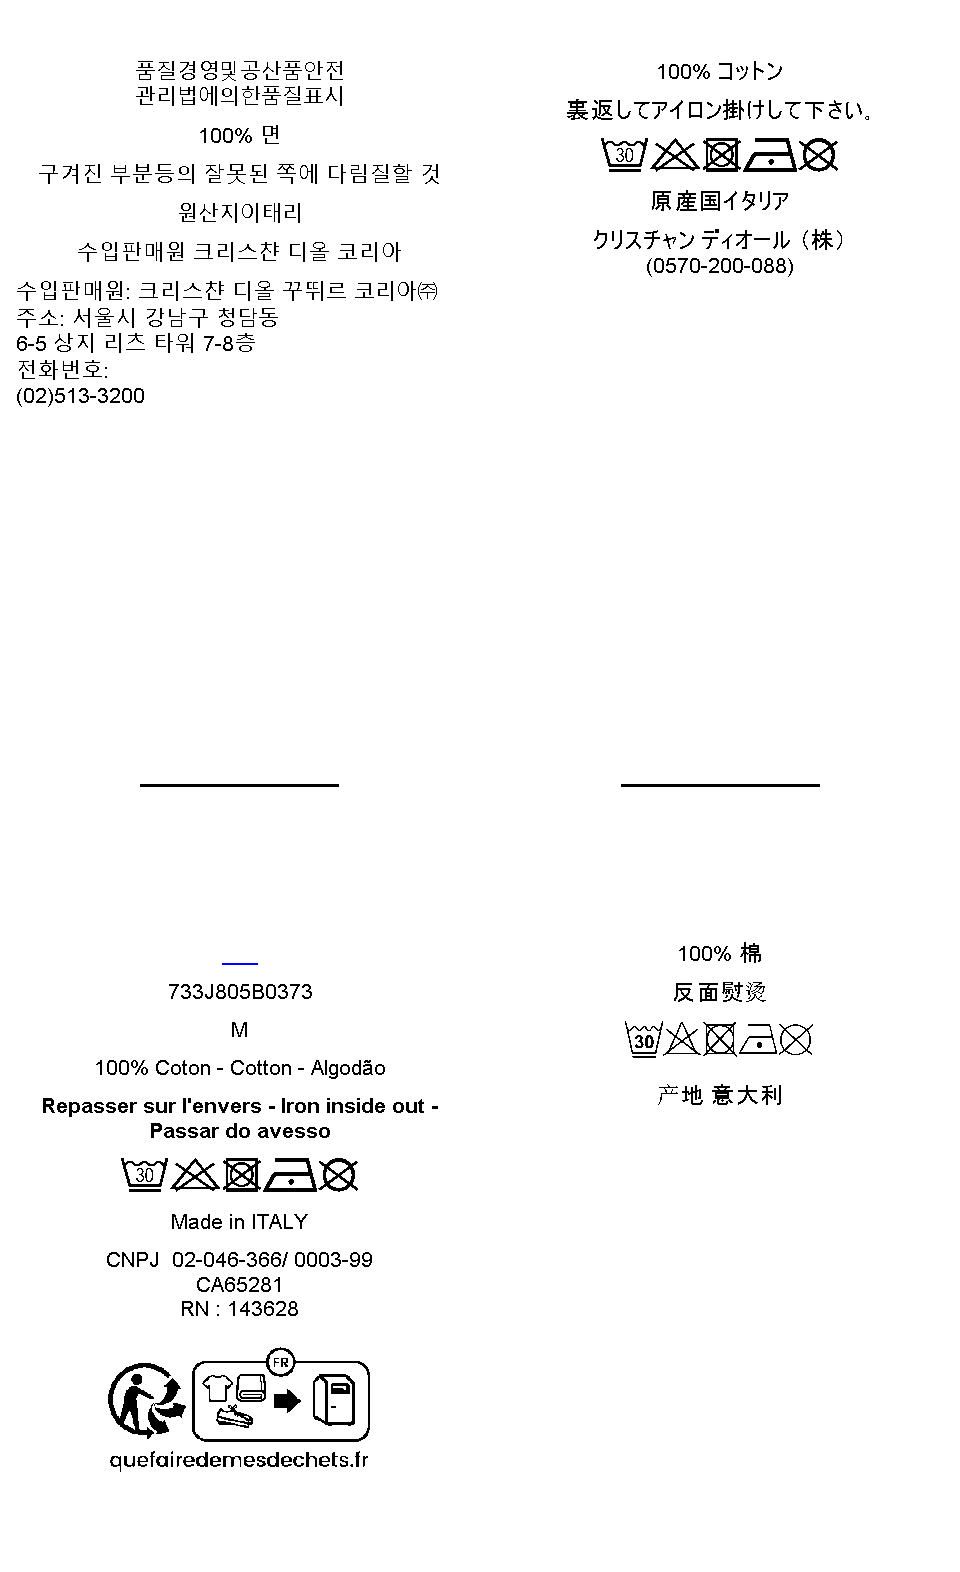 품질경영및공산품안전
관리법에의한품질표시
100% 면
구겨진 부분등의 잘못된 쪽에 다림질할 것
원산지이태리
수입판매원 크리스챤 디올 코리아
수입판매원: 크리스챤 디올 꾸뛰르 코리아㈜
주소: 서울시 강남구 청담동
6-5 상지 리츠 타워 7-8층
전화번호:
(02)513-3200
100% コットン
裏返してアイロン掛けして下さい。
30
原産国イタリア
クリスチャン ディオール（株）
(0570-200-088)
733J805B0373
M
100% Coton - Cotton - Algodão
Repasser sur l'envers - Iron inside out -
Passar do avesso
30
Made in ITALY
CNPJ  02-046-366/ 0003-99
CA65281
RN : 143628
FR
quefairedemesdechets.fr
100% 棉
反面熨烫
30
产地 意大利